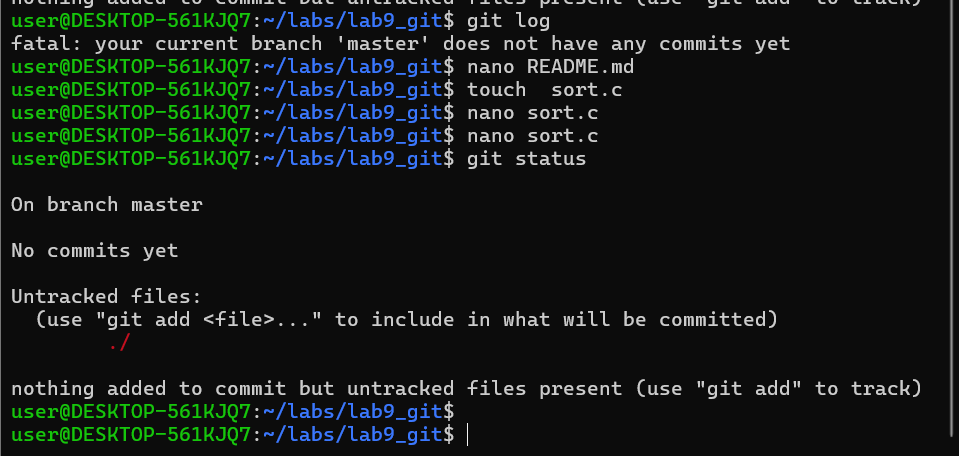 nothing added to commit but untracked files present (use "git add" to track)
user@DESKTOP-561KJQ7:~/labs/lab9_git$ git log
fatal: your current branch 'master' does not have any commits yet
user@DESKTOP-561KJQ7:~/labs/lab9_git$ nano README.md
user@DESKTOP-561KJQ7:~/labs/lab9_git$ touch  sort.c
user@DESKTOP-561KJQ7:~/labs/lab9_git$ nano sort.c
user@DESKTOP-561KJQ7:~/labs/lab9_git$ nano sort.c
user@DESKTOP-561KJQ7:~/labs/lab9_git$ git status
On branch master
No commits yet
Untracked files:
  (use "git add <file>..." to include in what will be committed)
        ./
nothing added to commit but untracked files present (use "git add" to track)
user@DESKTOP-561KJQ7:~/labs/lab9_git$
user@DESKTOP-561KJQ7:~/labs/lab9_git$